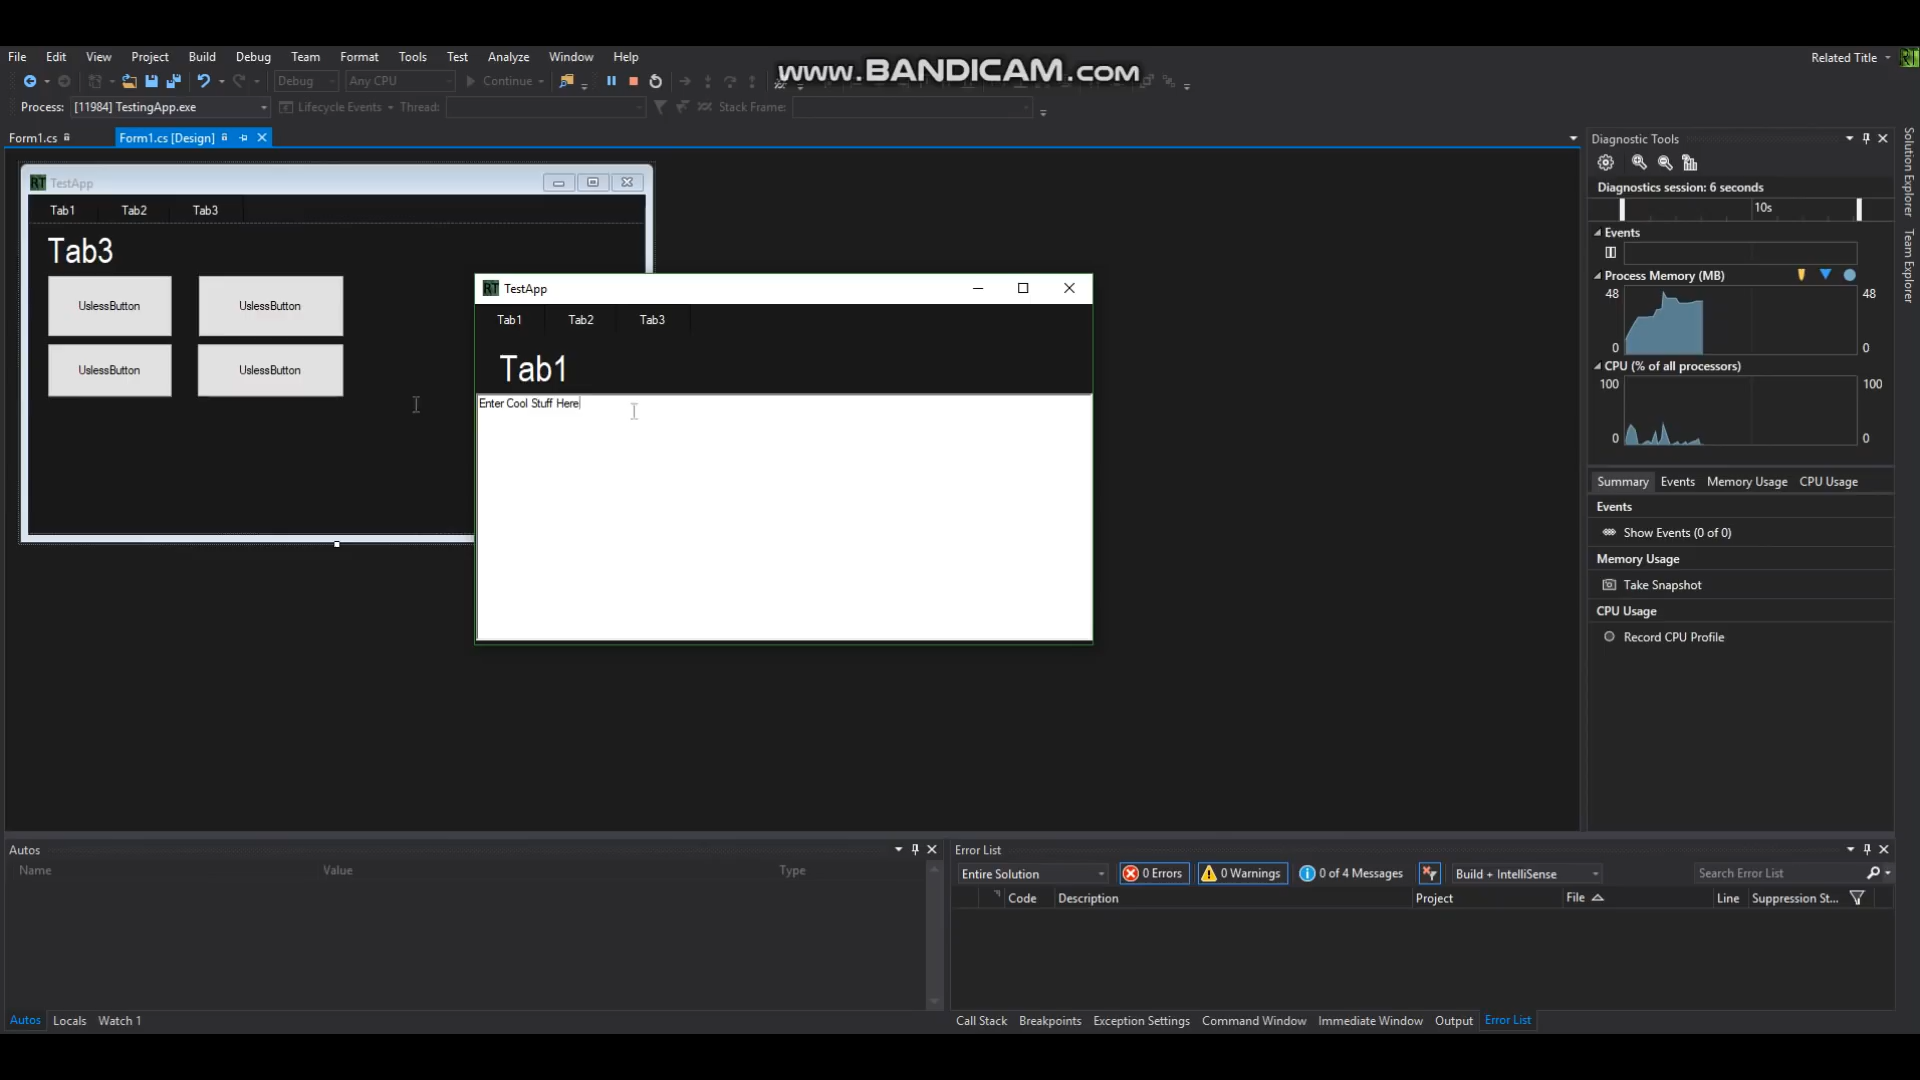 File Edit View Project Build Debug Team Format Tools Test Analyze Window Help
www.BANDICAM.com
Related Title RT
Debug Any CPU Continue
Process: [11984] TestingApp.exe Lifecycle Events Thread: Stack Frame:
Form1.cs Form1.cs [Design]
Diagnostic Tools
Solution Explorer
Team Explorer
RT TestApp
Tab1 Tab2 Tab3
Tab3
UslessButton UslessButton
UslessButton UslessButton
RT TestApp
Tab1 Tab2 Tab3
Tab1
Enter Cool Stuff Here
Diagnostics session: 6 seconds
10s
Events
Process Memory (MB)
48 48
0 0
CPU (% of all processors)
100 100
0 0
Summary Events Memory Usage CPU Usage
Events
Show Events (0 of 0)
Memory Usage
Take Snapshot
CPU Usage
Record CPU Profile
Autos
Name Value Type
Autos Locals Watch 1
Error List
Entire Solution 0 Errors 0 Warnings 0 of 4 Messages Build + IntelliSense Search Error List
Code Description Project File Line Suppression St...
Call Stack Breakpoints Exception Settings Command Window Immediate Window Output Error List